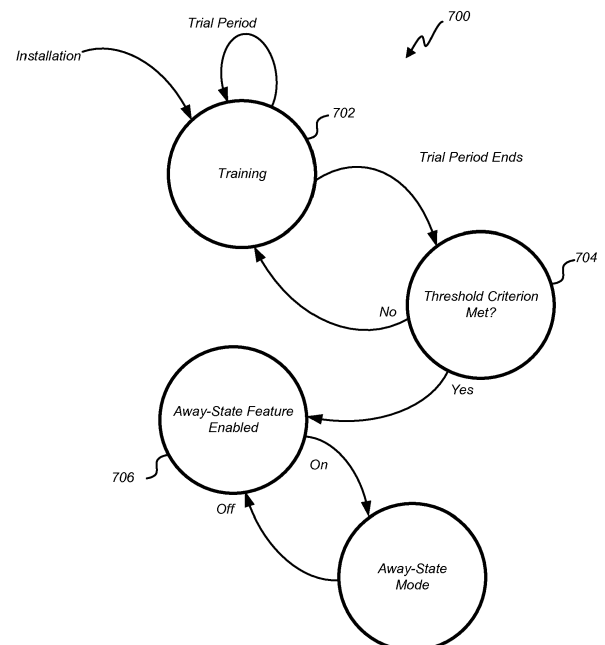 Trial Period
700
Installation
702
Training
Trial Period Ends
704
Threshold Criterion
Met?
No
Yes
Away-State Feature
Enabled
On
706
Off
Away-State
Mode